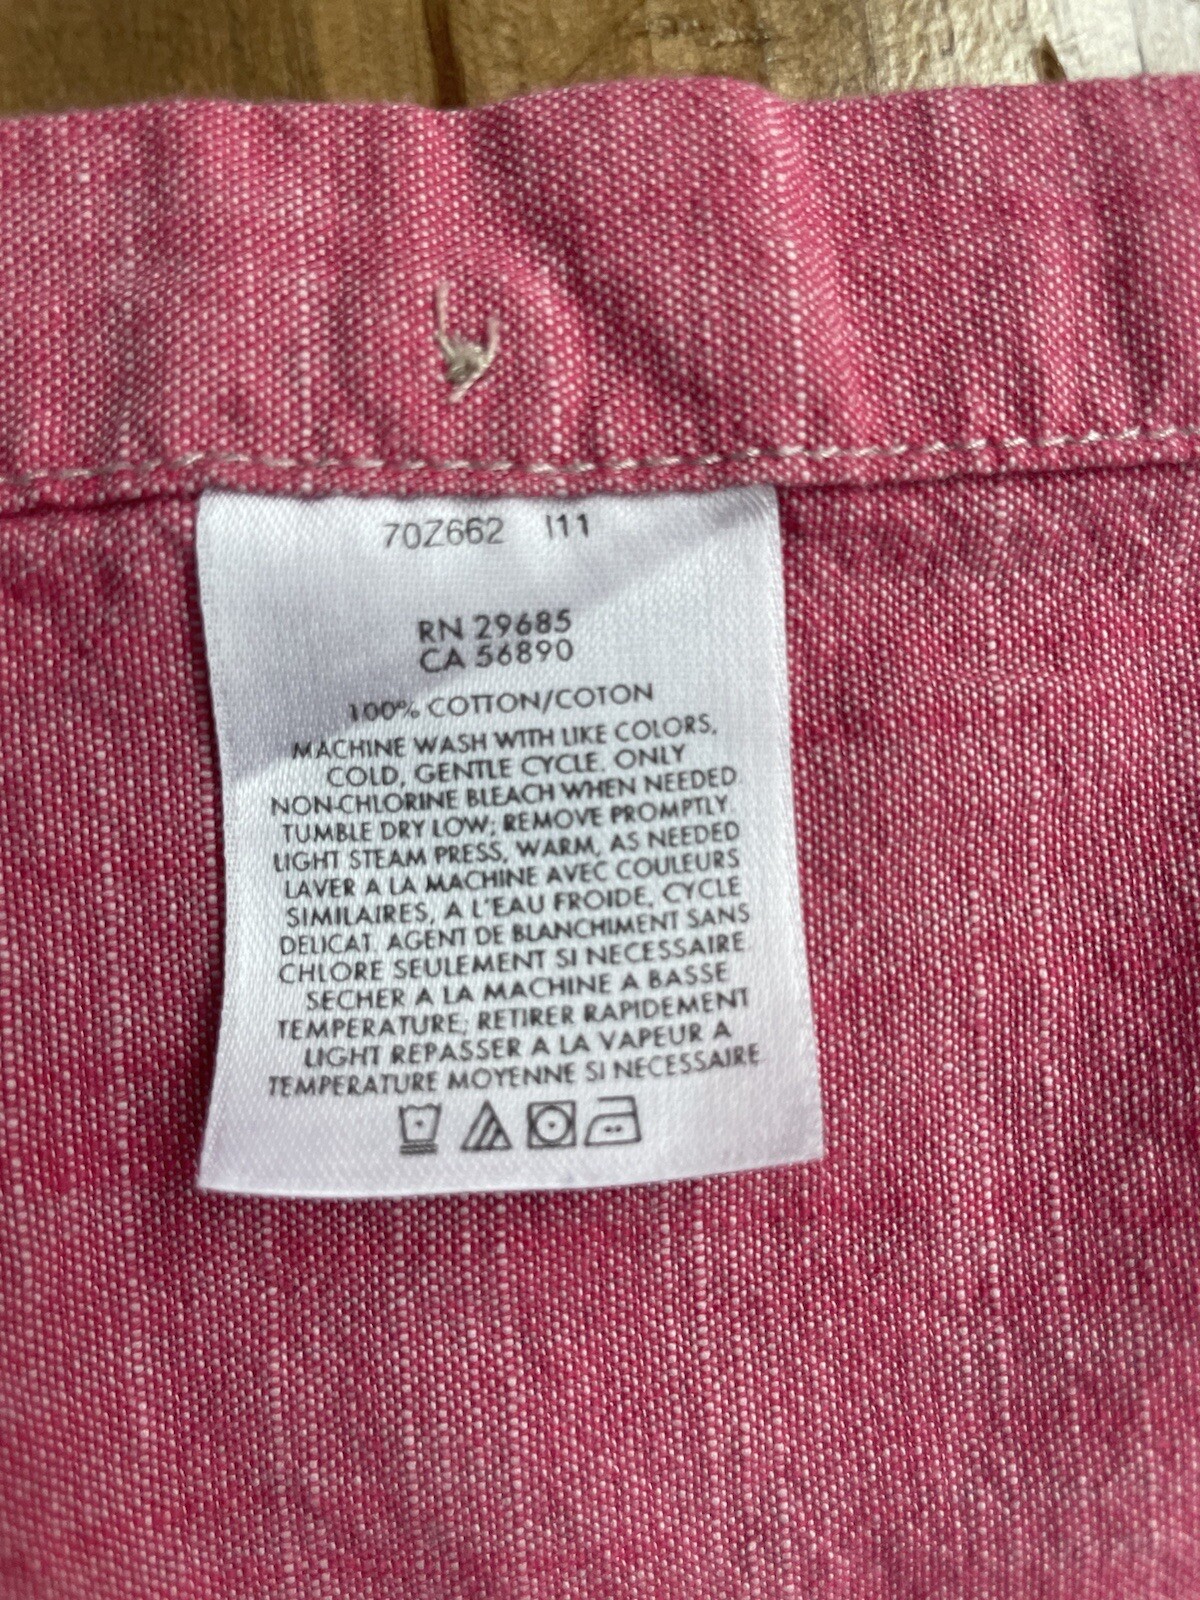 70Z662 I11
RN 29685
CA 56890
100% COTTON/COTON
MACHINE WASH WITH LIKE COLORS,
COLD, GENTLE CYCLE. ONLY
NON-CHLORINE BLEACH WHEN NEEDED.
TUMBLE DRY LOW; REMOVE PROMPTLY.
LIGHT STEAM PRESS, WARM, AS NEEDED
LAVER A LA MACHINE AVEC COULEURS
SIMILAIRES, A L'EAU FROIDE, CYCLE
DELICAT. AGENT DE BLANCHIMENT SANS
CHLORE SEULEMENT SI NECESSAIRE.
SECHER A LA MACHINE A BASSE
TEMPERATURE; RETIRER RAPIDEMENT
LIGHT REPASSER A LA VAPEUR A
TEMPERATURE MOYENNE SI NECESSAIRE